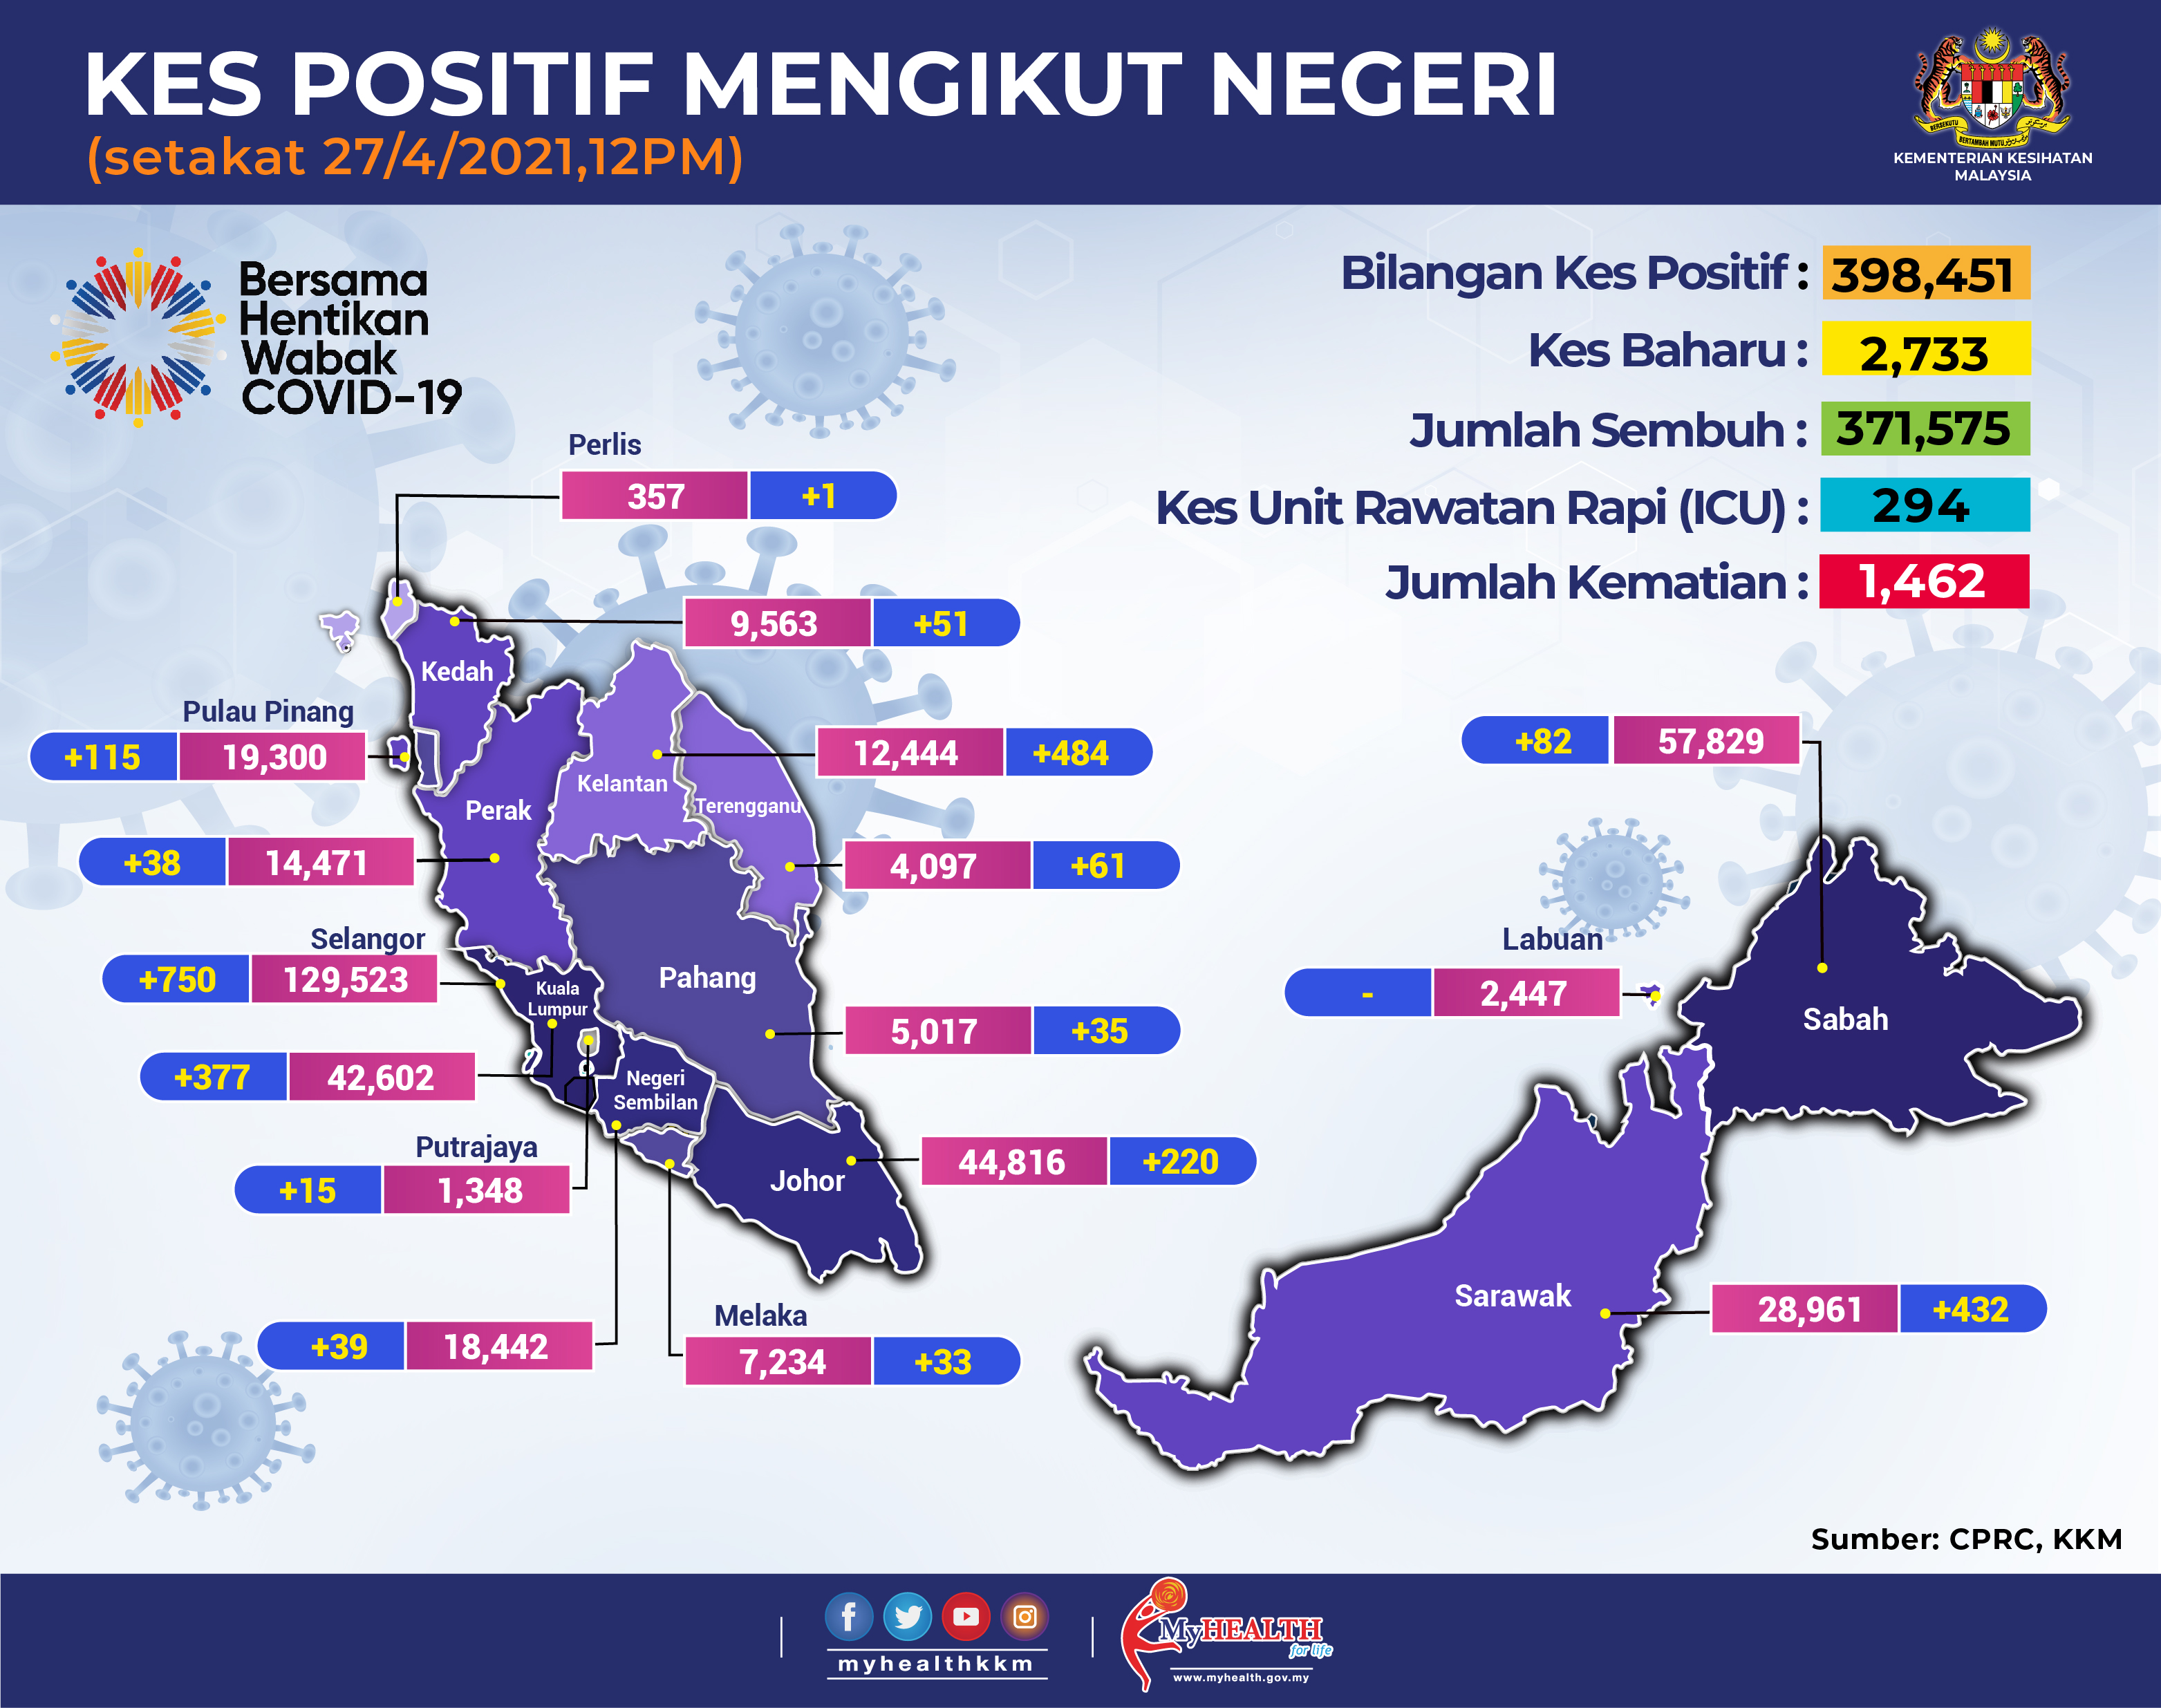 KES POSITIF MENGIKUT NEGERI
(setakat 27/4/2021,12PM)
BERSEKUTU
BERTAMBAH MUTU
KEMENTERIAN KESIHATAN
MALAYSIA
Bersama
Hentikan
Wabak
COVID-19
Bilangan Kes Positif : 398,451
Kes Baharu : 2,733
Jumlah Sembuh : 371,575
Kes Unit Rawatan Rapi (ICU) : 294
Jumlah Kematian : 1,462
Perlis
357 +1
9,563 +51
Kedah
Pulau Pinang
+115 19,300
12,444 +484
Kelantan
Terengganu
Perak
+38 14,471
4,097 +61
Selangor
+750 129,523
Kuala
Lumpur
Pahang
5,017 +35
+377 42,602
Negeri
Sembilan
Putrajaya
+15 1,348
44,816 +220
Johor
+39 18,442
Melaka
7,234 +33
+82 57,829
Labuan
- 2,447
Sabah
Sarawak
28,961 +432
Sumber: CPRC, KKM
myhealthkkm
MyHEALTH
for life
www.myhealth.gov.my